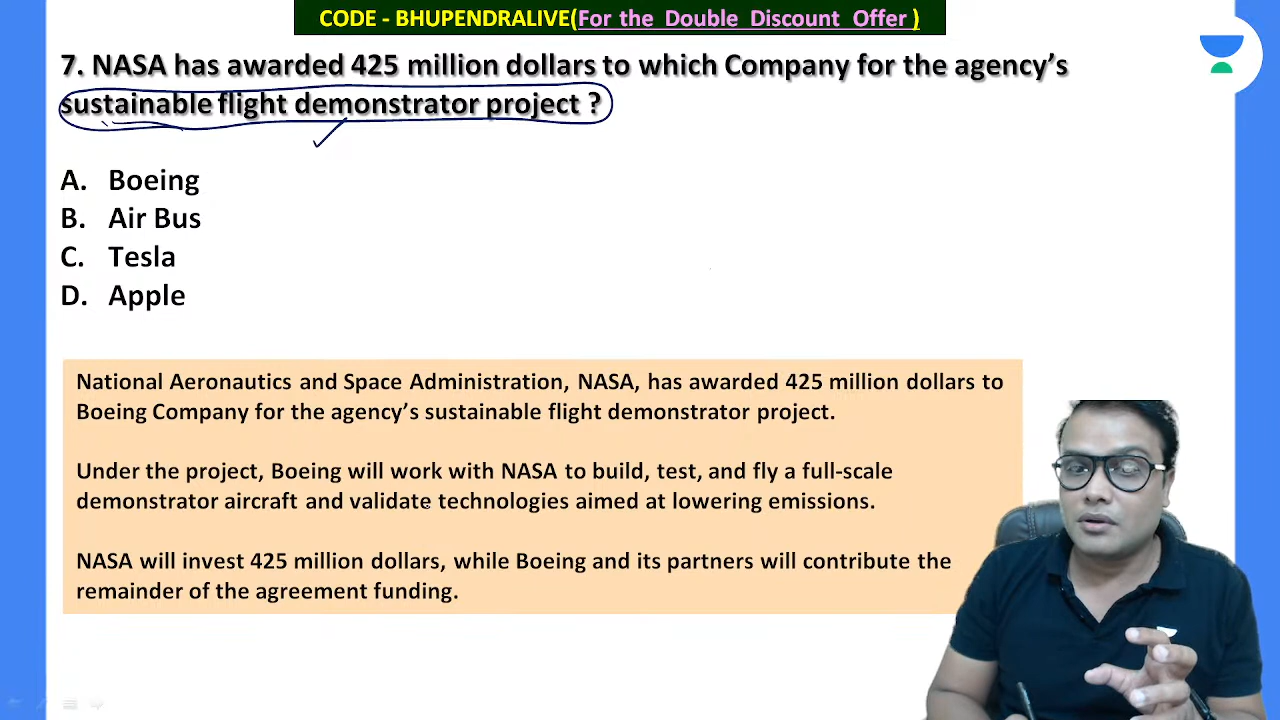 CODE - BHUPENDRALIVE(For the Double Discount Offer )
7. NASA has awarded 425 million dollars to which Company for the agency's
sustainable flight demonstrator project ?
A. Boeing
B. Air Bus
C. Tesla
D. Apple
National Aeronautics and Space Administration, NASA, has awarded 425 million dollars to
Boeing Company for the agency's sustainable flight demonstrator project.
Under the project, Boeing will work with NASA to build, test, and fly a full-scale
demonstrator aircraft and validate technologies aimed at lowering emissions.
NASA will invest 425 million dollars, while Boeing and its partners will contribute the
remainder of the agreement funding.